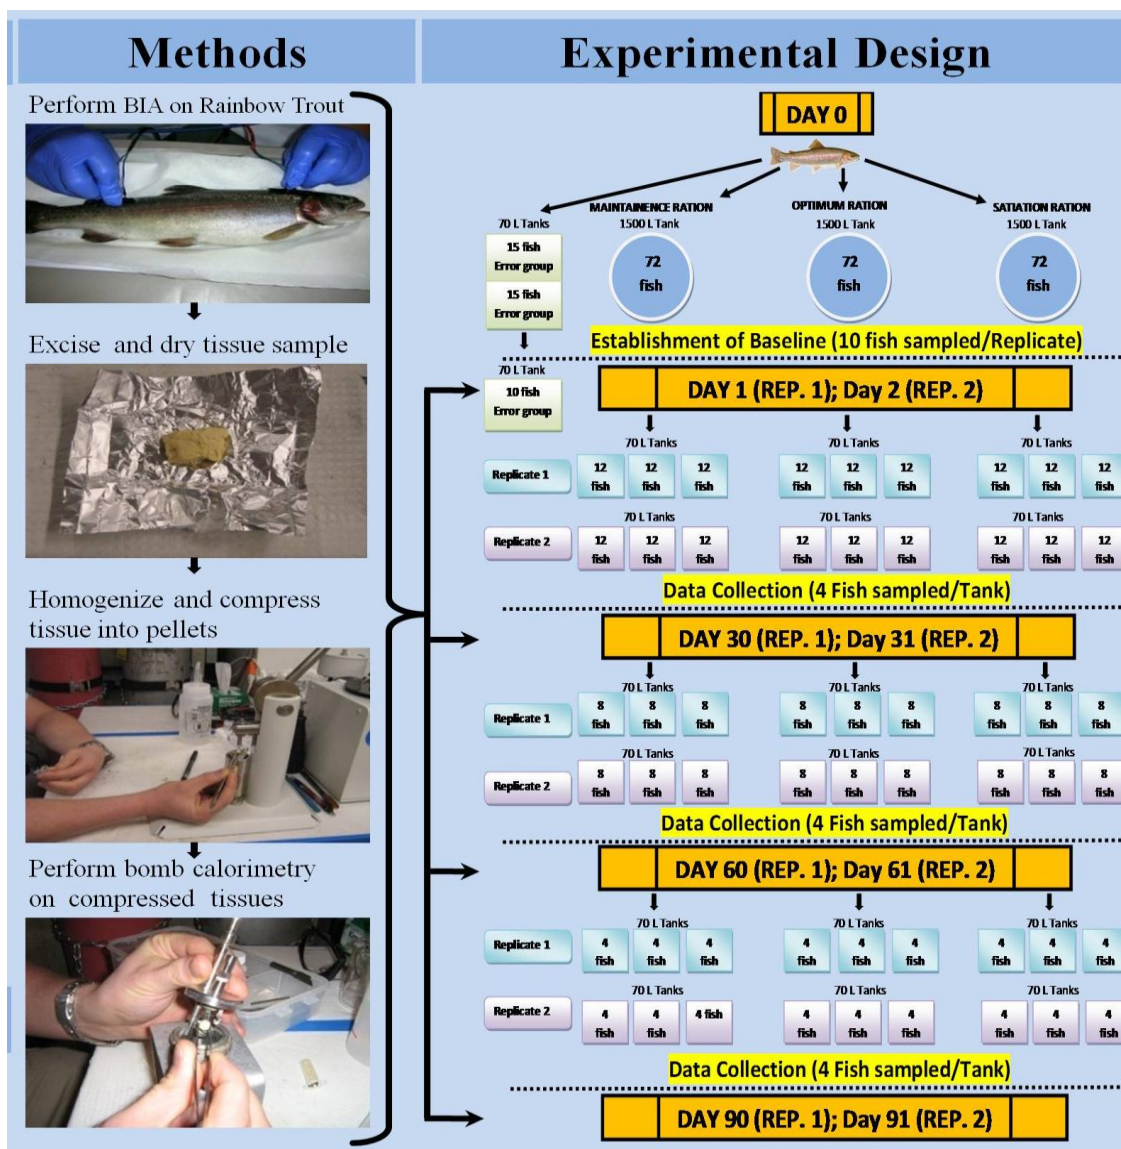 Methods
Perform BIA on Rainbow Trout
Excise and dry tissue sample
Homogenize and compress
tissue into pellets
Perform bomb calorimetry
on compressed tissues
Experimental Design
DAY 0
70 L Tanks
15 fish
Error group
15 fish
Error group
MAINTAINENCE RATION
1500 L Tank
72
fish
OPTIMUM RATION
1500 L Tank
72
fish
SATIATION RATION
1500 L Tank
72
fish
Establishment of Baseline (10 fish sampled/Replicate)
70 L Tank
10 fish
Error group
DAY 1 (REP. 1); Day 2 (REP. 2)
70 L Tanks 70 L Tanks 70 L Tanks
Replicate 1
12 12 12 12 12 12 12 12 12
fish fish fish fish fish fish fish fish fish
70 L Tanks 70 L Tanks 70 L Tanks
Replicate 2
12 12 12 12 12 12 12 12 12
fish fish fish fish fish fish fish fish fish
Data Collection (4 Fish sampled/Tank)
DAY 30 (REP. 1); Day 31 (REP. 2)
70 L Tanks 70 L Tanks 70 L Tanks
Replicate 1
8 8 8 8 8 8 8 8 8
fish fish fish fish fish fish fish fish fish
70 L Tanks 70 L Tanks 70 L Tanks
Replicate 2
8 8 8 8 8 8 8 8 8
fish fish fish fish fish fish fish fish fish
Data Collection (4 Fish sampled/Tank)
DAY 60 (REP. 1); Day 61 (REP. 2)
70 L Tanks 70 L Tanks 70 L Tanks
Replicate 1
4 4 4 4 4 4 4 4 4
fish fish fish fish fish fish fish fish fish
70 L Tanks 70 L Tanks 70 L Tanks
Replicate 2
4 4 4 fish 4 4 4 4 4 4
fish fish fish fish fish fish fish fish
Data Collection (4 Fish sampled/Tank)
DAY 90 (REP. 1); Day 91 (REP. 2)